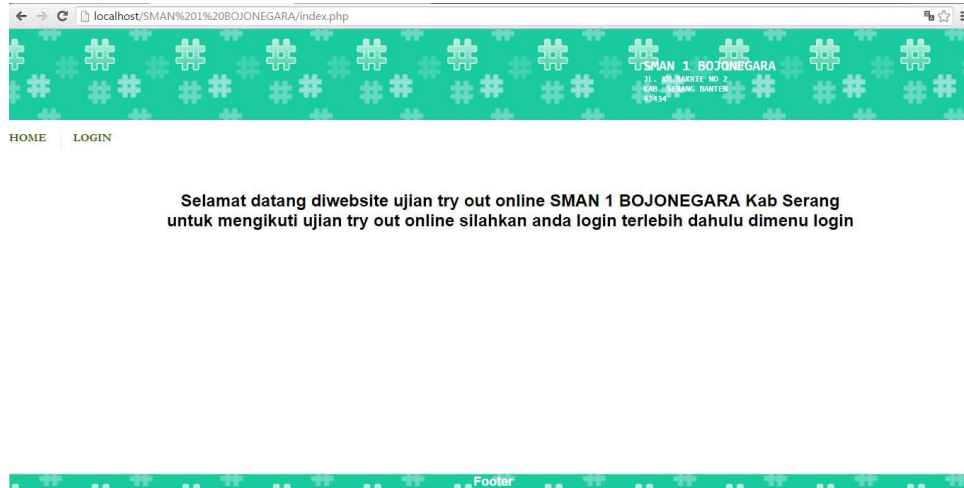 localhost/SMAN%201%20BOJONEGARA/index.php
SMAN 1 BOJONEGARA
JL. KH.BAKRIE NO 2
KAB. SERANG BANTEN
42434
HOME LOGIN
Selamat datang diwebsite ujian try out online SMAN 1 BOJONEGARA Kab Serang
untuk mengikuti ujian try out online silahkan anda login terlebih dahulu dimenu login
Footer